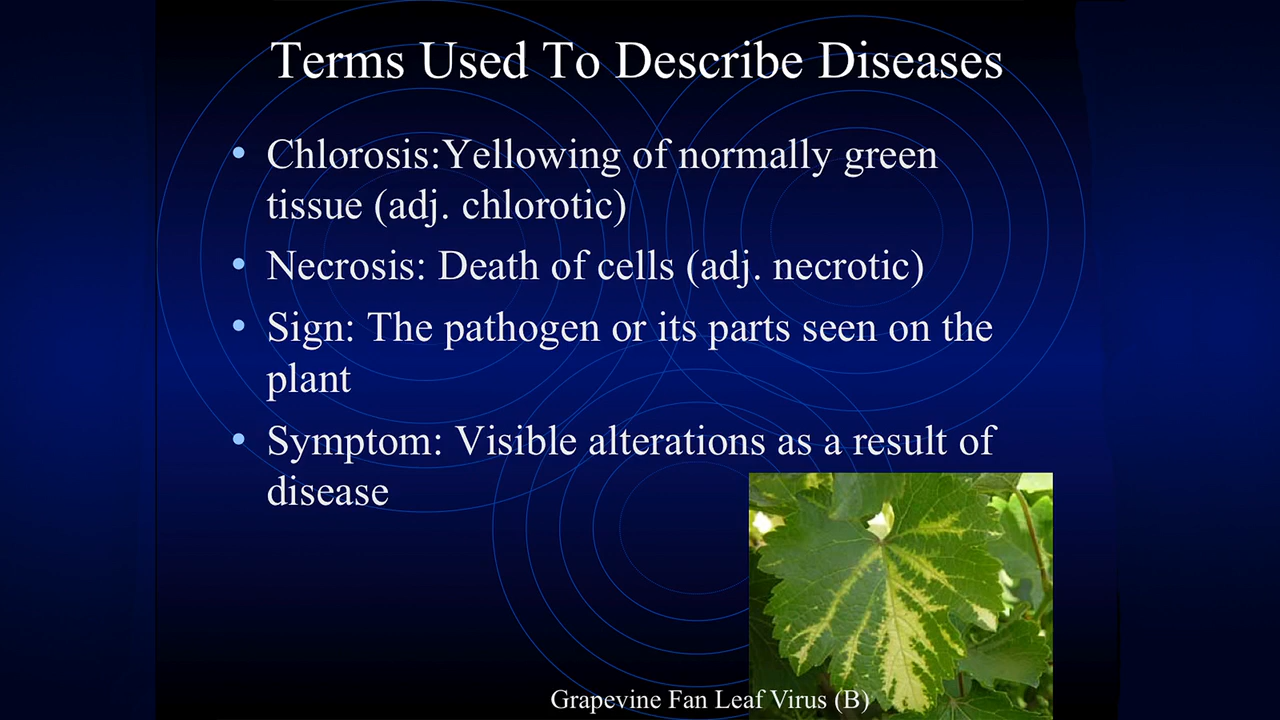 Terms Used To Describe Diseases
• Chlorosis:Yellowing of normally green
tissue (adj. chlorotic)
• Necrosis: Death of cells (adj. necrotic)
• Sign: The pathogen or its parts seen on the
plant
• Symptom: Visible alterations as a result of
disease
Grapevine Fan Leaf Virus (B)